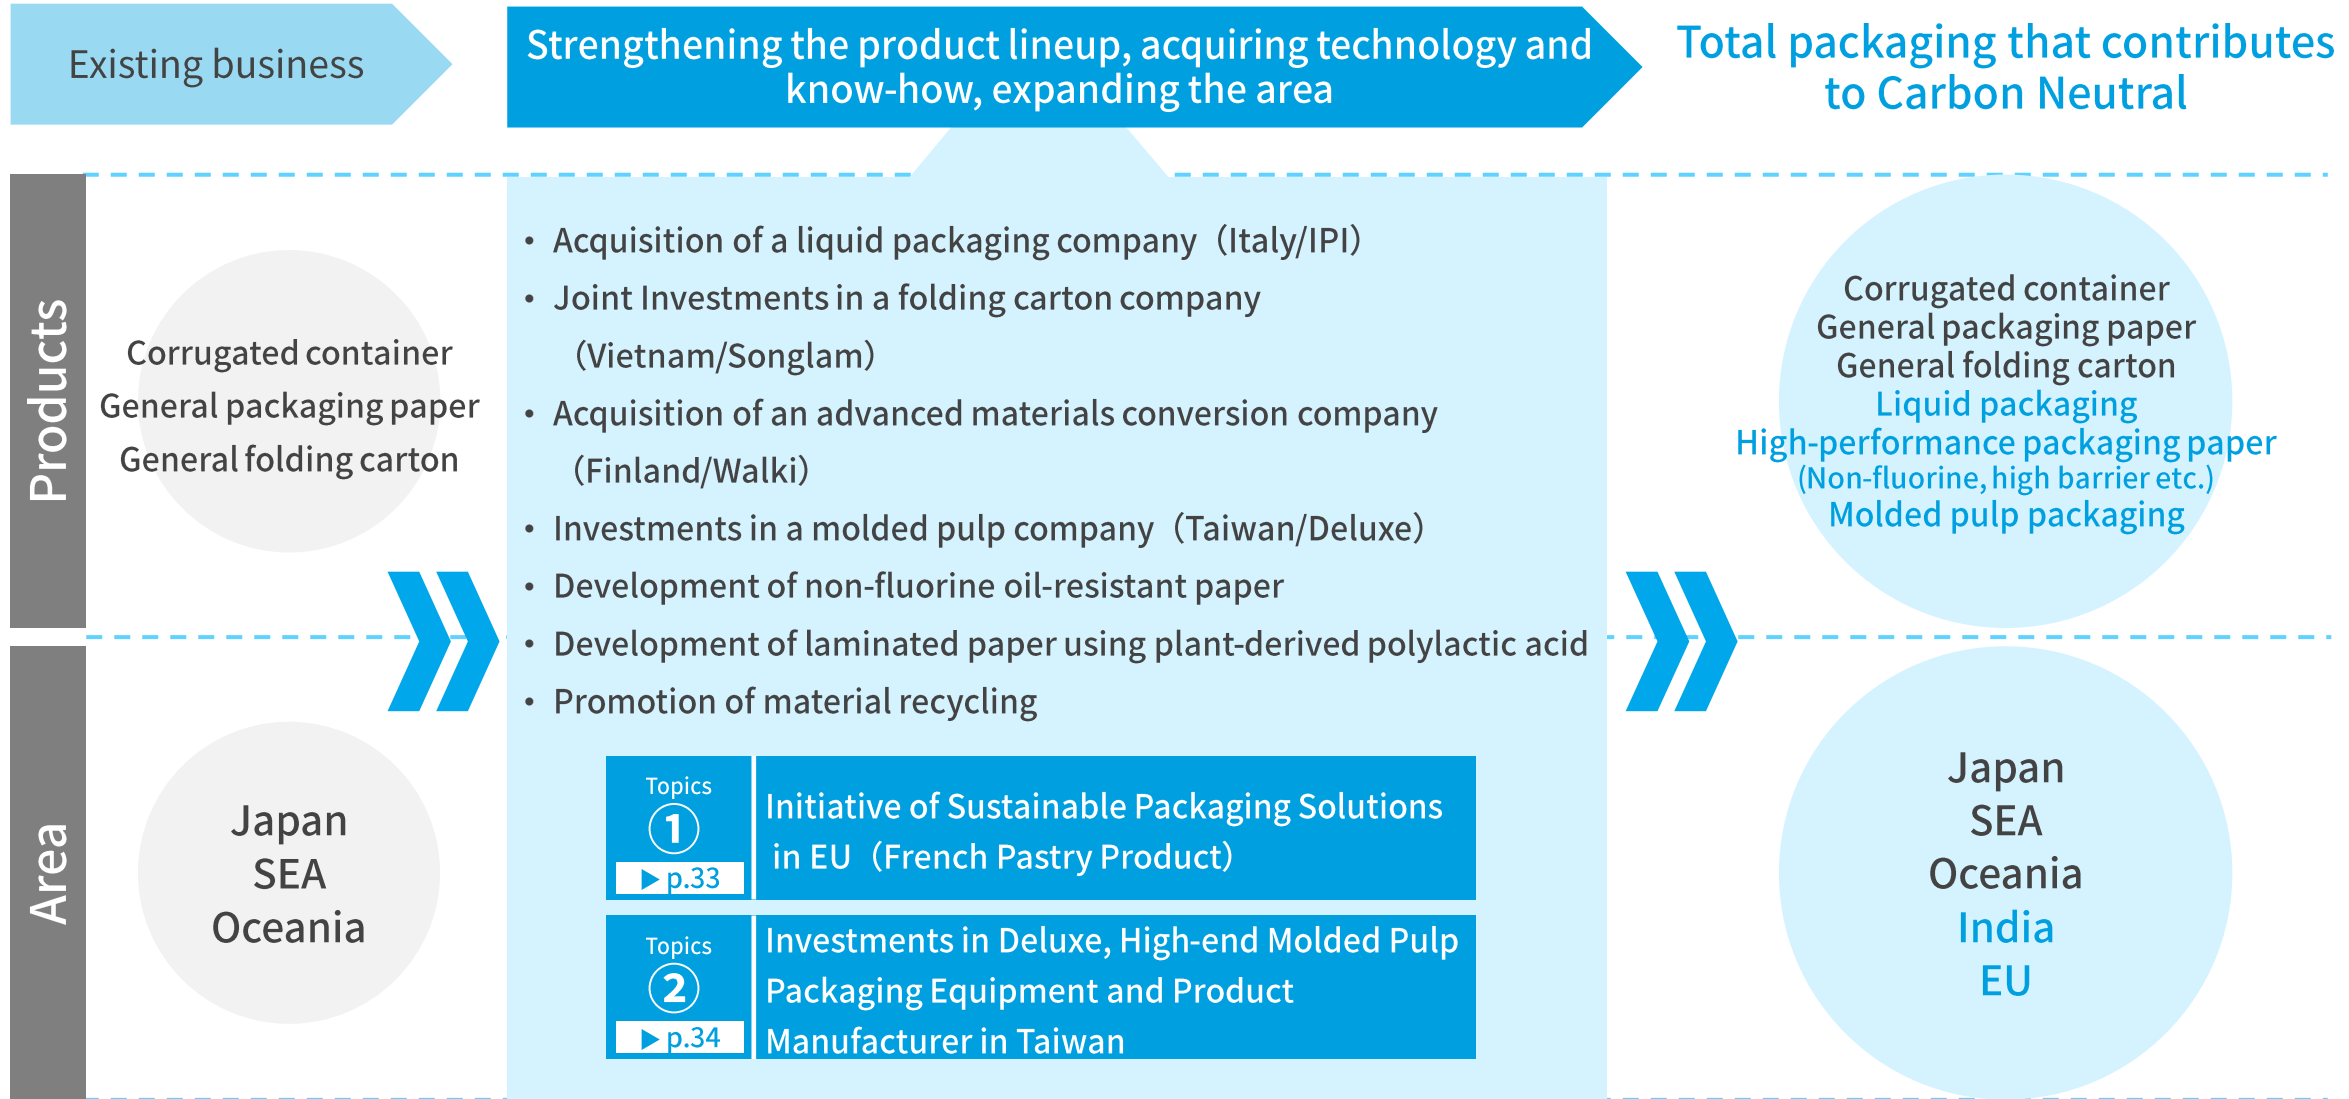 Existing business
Strengthening the product lineup, acquiring technology and
know-how, expanding the area
Total packaging that contributes
to Carbon Neutral
Products
Corrugated container
General packaging paper
General folding carton
・ Acquisition of a liquid packaging company（Italy/IPI）
・ Joint Investments in a folding carton company
（Vietnam/Songlam）
・ Acquisition of an advanced materials conversion company
（Finland/Walki）
・ Investments in a molded pulp company（Taiwan/Deluxe）
・ Development of non-fluorine oil-resistant paper
・ Development of laminated paper using plant-derived polylactic acid
・ Promotion of material recycling
Corrugated container
General packaging paper
General folding carton
Liquid packaging
High-performance packaging paper
(Non-fluorine, high barrier etc.)
Molded pulp packaging
Area
Japan
SEA
Oceania
Topics
①
▶ p.33
Initiative of Sustainable Packaging Solutions
in EU（French Pastry Product）
Topics
②
▶ p.34
Investments in Deluxe, High-end Molded Pulp
Packaging Equipment and Product
Manufacturer in Taiwan
Japan
SEA
Oceania
India
EU